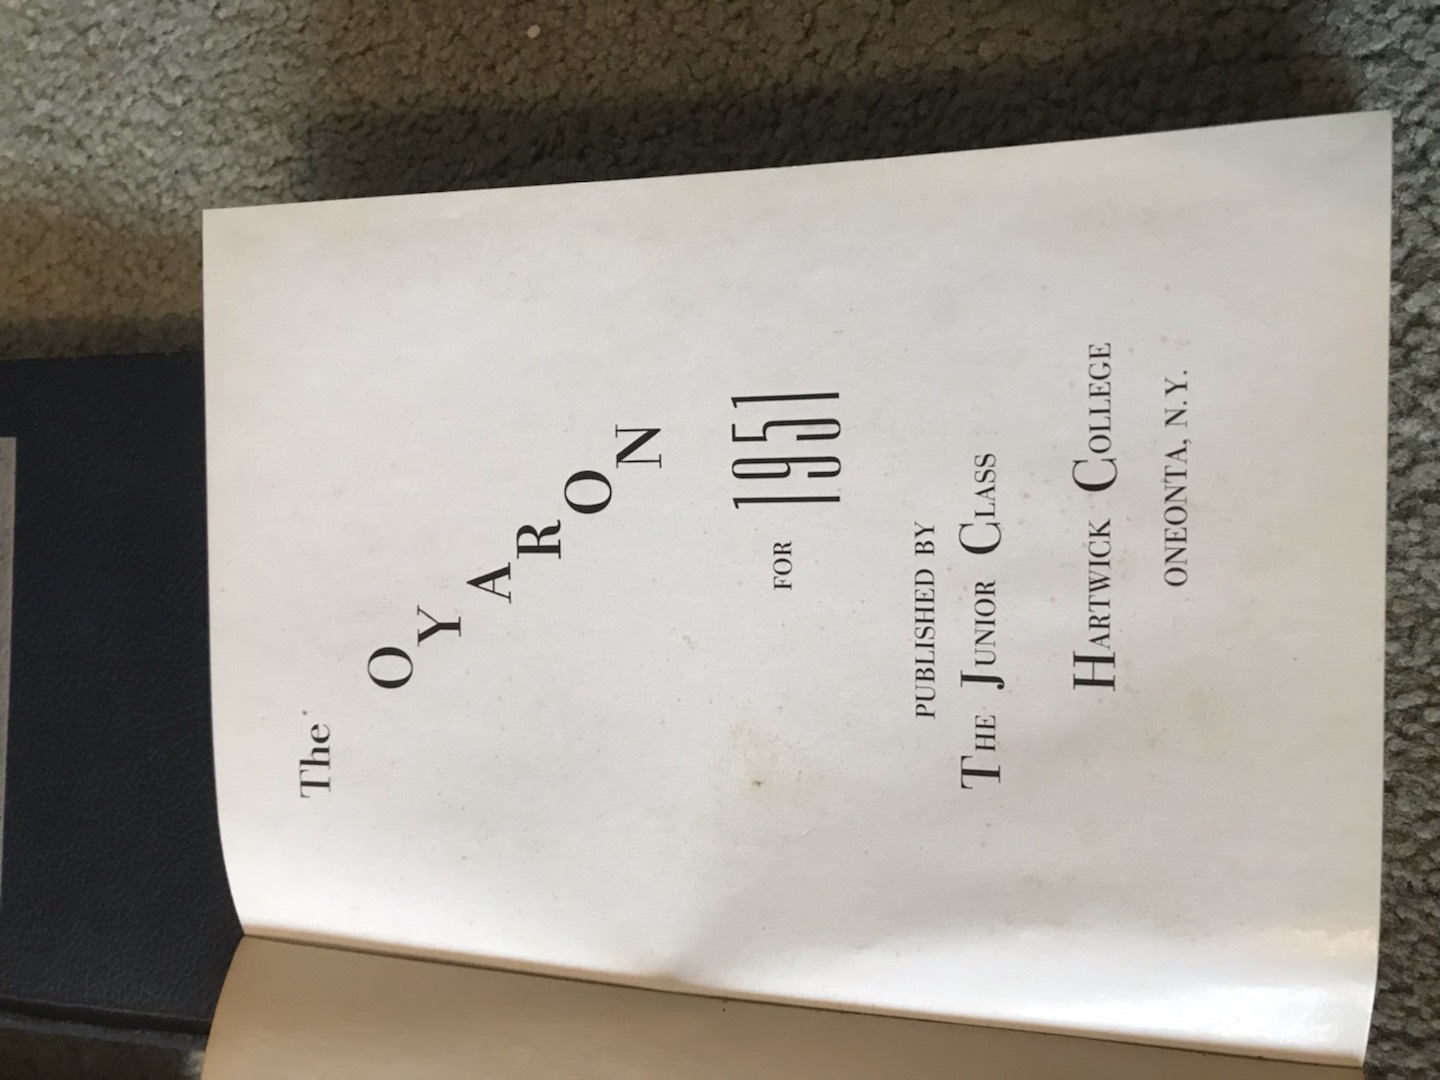 The
OYARON
FOR 1951
PUBLISHED BY
THE JUNIOR CLASS
HARTWICK COLLEGE
ONEONTA, N.Y.